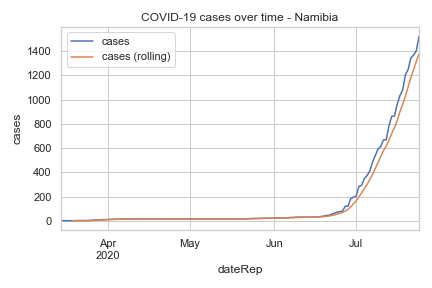 COVID-19 cases over time - Namibia
cases
cases (rolling)
cases
1400
1200
1000
800
600
400
200
0
Apr
2020
May
Jun
Jul
dateRep